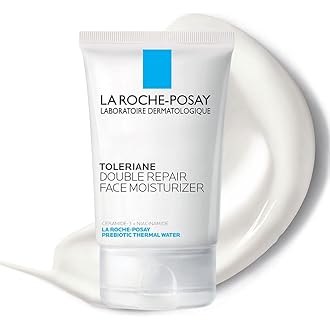 LA ROCHE-POSAY
LABORATOIRE DERMATOLOGIQUE
TOLERIANE
DOUBLE REPAIR
FACE MOISTURIZER
CERAMIDE-3 + NIACINAMIDE
LA ROCHE-POSAY
PREBIOTIC THERMAL WATER